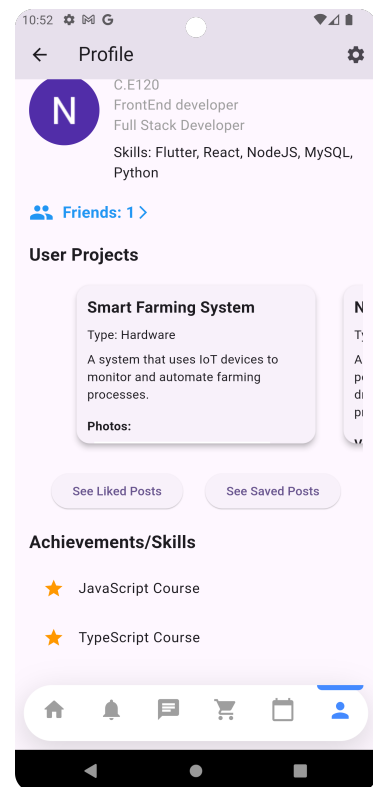 10:52
Profile
N
C.E120
FrontEnd developer
Full Stack Developer
Skills: Flutter, React, NodeJS, MySQL,
Python
Friends: 1
User Projects
Smart Farming System
Type: Hardware
A system that uses IoT devices to
monitor and automate farming
processes.
Photos:
See Liked Posts
See Saved Posts
Achievements/Skills
JavaScript Course
TypeScript Course